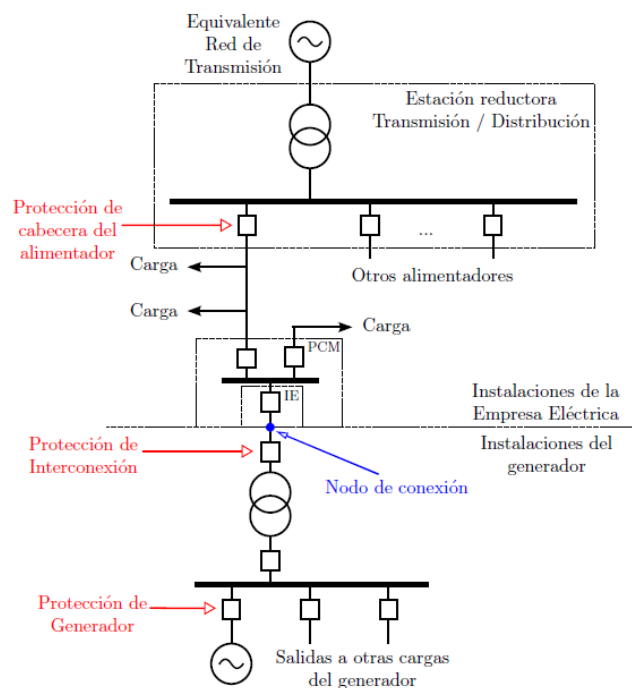 Equivalente
Red de
Transmisión
Estación reductora
Transmisión / Distribución
Protección de
cabecera del
alimentador
...
Otros alimentadores
Carga
Carga
Carga
PCM
IE
Instalaciones de la
Empresa Eléctrica
Instalaciones del
generador
Protección de
Interconexión
Nodo de conexión
Protección de
Generador
Salidas a otras cargas
del generador